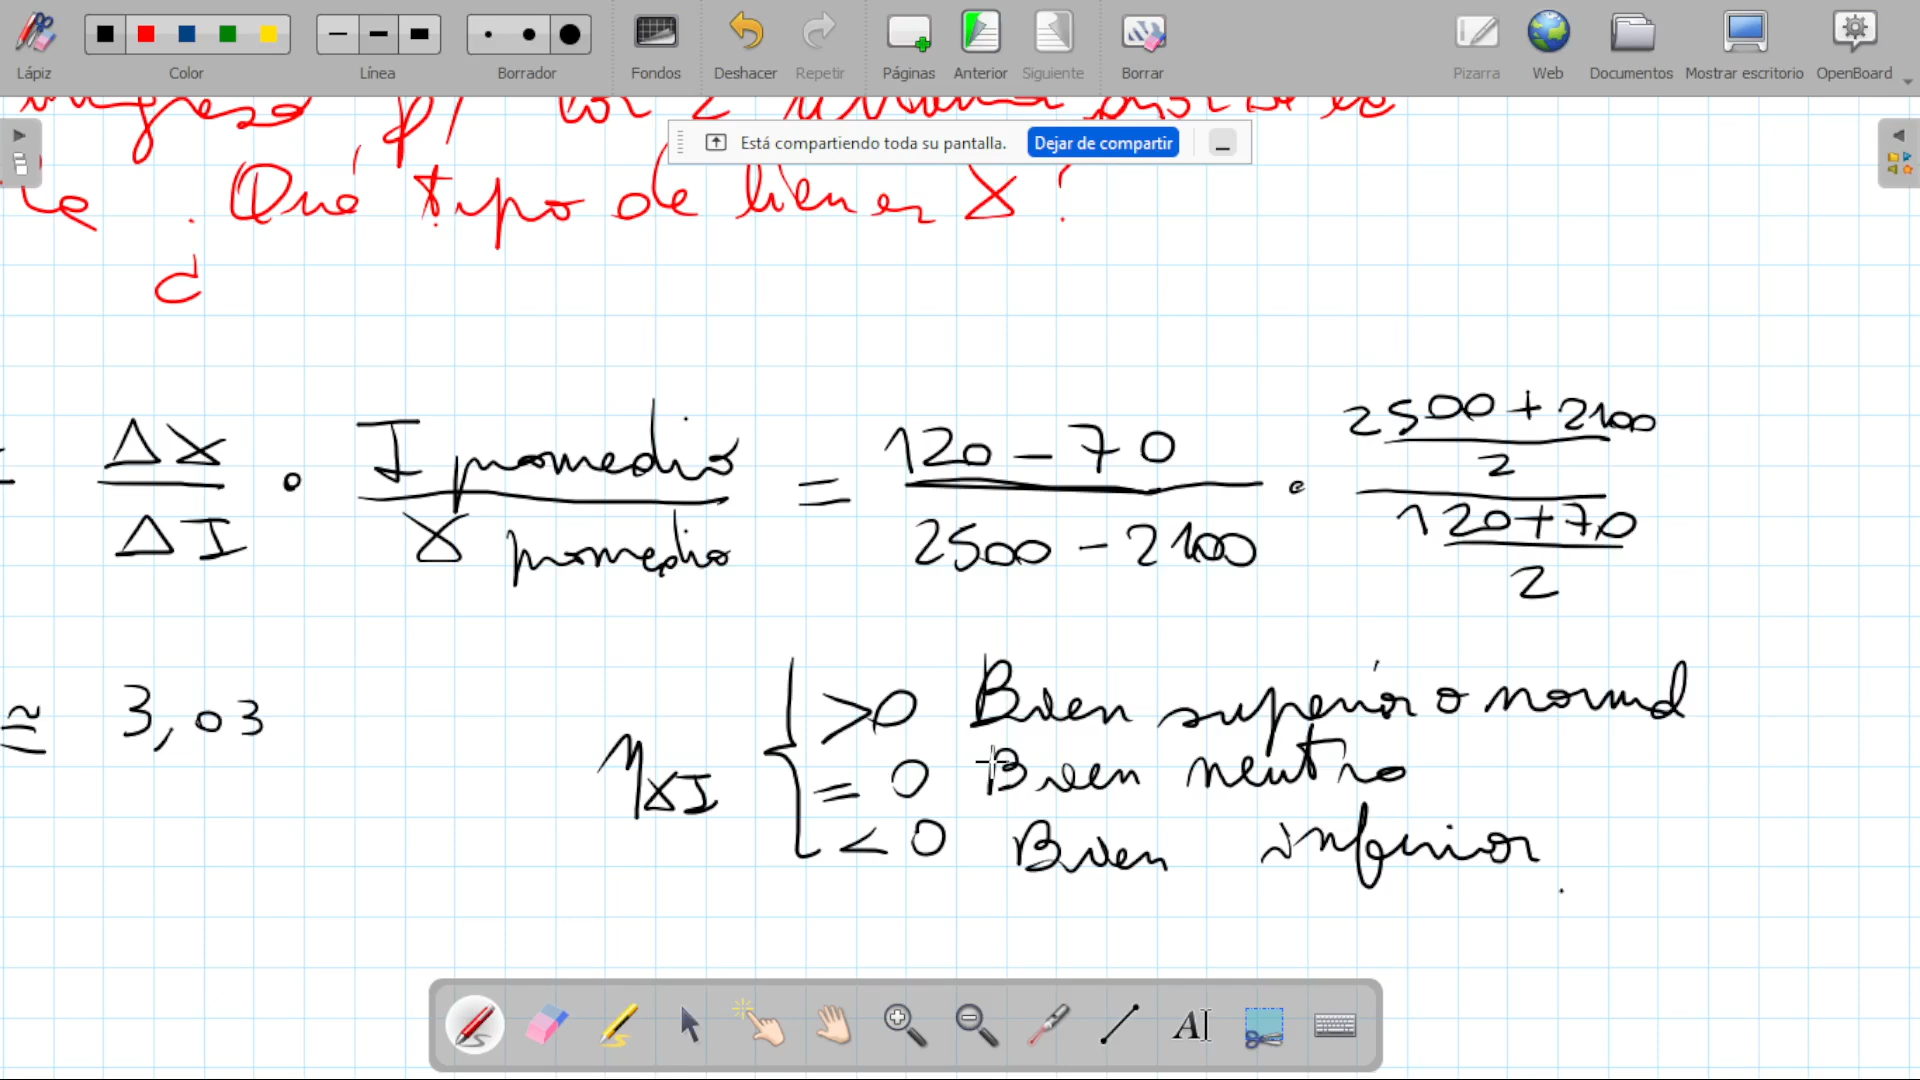 Lápiz Color Línea Borrador Fondos Deshacer Repetir Páginas Anterior Siguiente Borrar Pizarra Web Documentos Mostrar escritorio OpenBoard
ingreso p/ los 2
Está compartiendo toda su pantalla. Dejar de compartir
. Qué tipo de bien es X?
¿
ΔX / ΔI · I promedio / X promedio = 120 - 70 / 2500 - 2100 · (2500 + 2100 / 2) / (120 + 70 / 2)
≅ 3,03
ηXI { >0 Bien superior o normal
= 0 Bien neutro
< 0 Bien inferior.